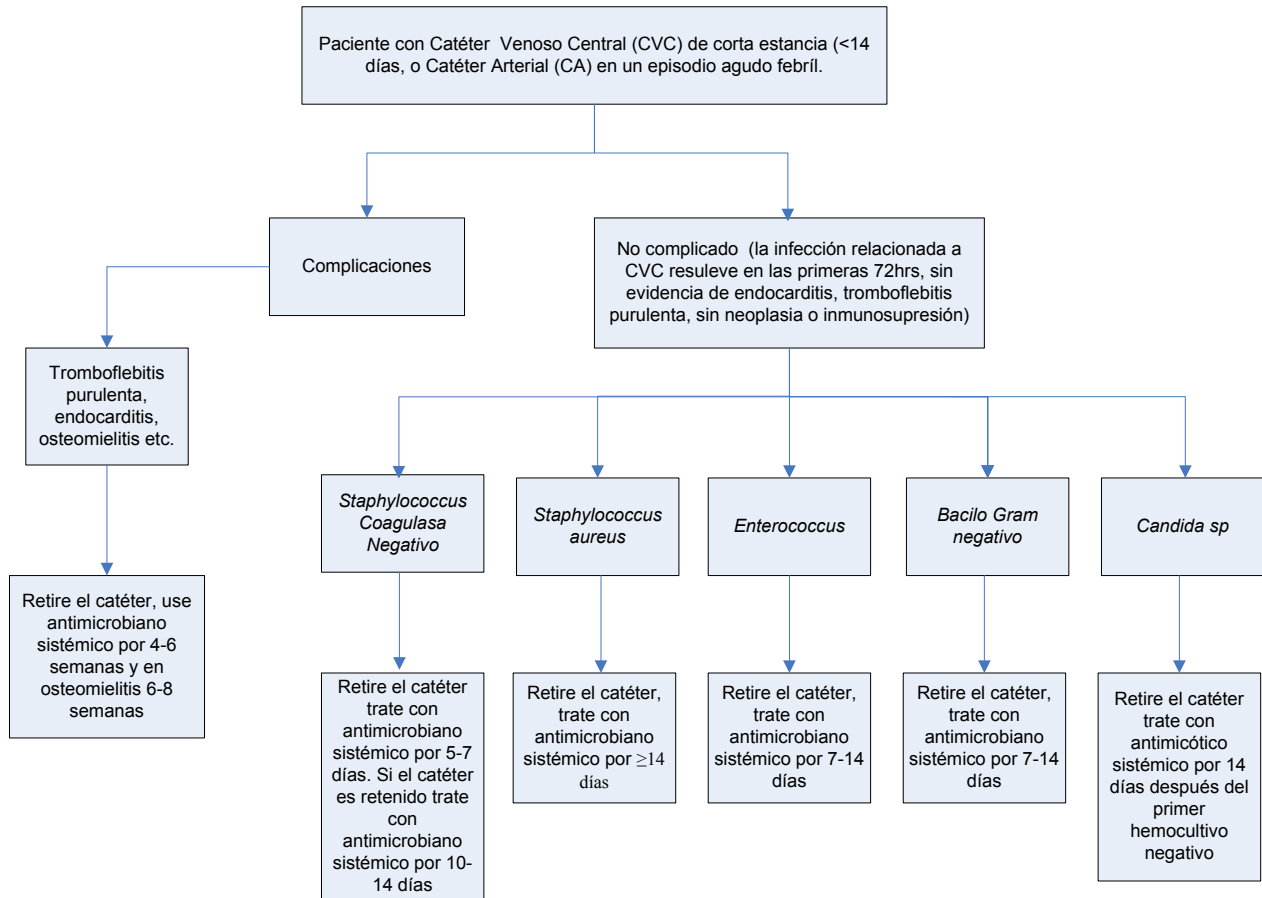 Paciente con Catéter Venoso Central (CVC) de corta estancia (<14
días, o Catéter Arterial (CA) en un episodio agudo febríl.
Complicaciones
No complicado (la infección relacionada a
CVC resuleve en las primeras 72hrs, sin
evidencia de endocarditis, tromboflebitis
purulenta, sin neoplasia o inmunosupresión)
Tromboflebitis
purulenta,
endocarditis,
osteomielitis etc.
Retire el catéter, use
antimicrobiano
sistémico por 4-6
semanas y en
osteomielitis 6-8
semanas
Staphylococcus
Coagulasa
Negativo
Staphylococcus
aureus
Enterococcus
Bacilo Gram
negativo
Candida sp
Retire el catéter
trate con
antimicrobiano
sistémico por 5-7
días. Si el catéter
es retenido trate
con
antimicrobiano
sistémico por 10-
14 días
Retire el catéter,
trate con
antimicrobiano
sistémico por ≥14
días
Retire el catéter,
trate con
antimicrobiano
sistémico por 7-14
días
Retire el catéter,
trate con
antimicrobiano
sistémico por 7-14
días
Retire el catéter
trate con
antimicótico
sistémico por 14
días después del
primer
hemocultivo
negativo